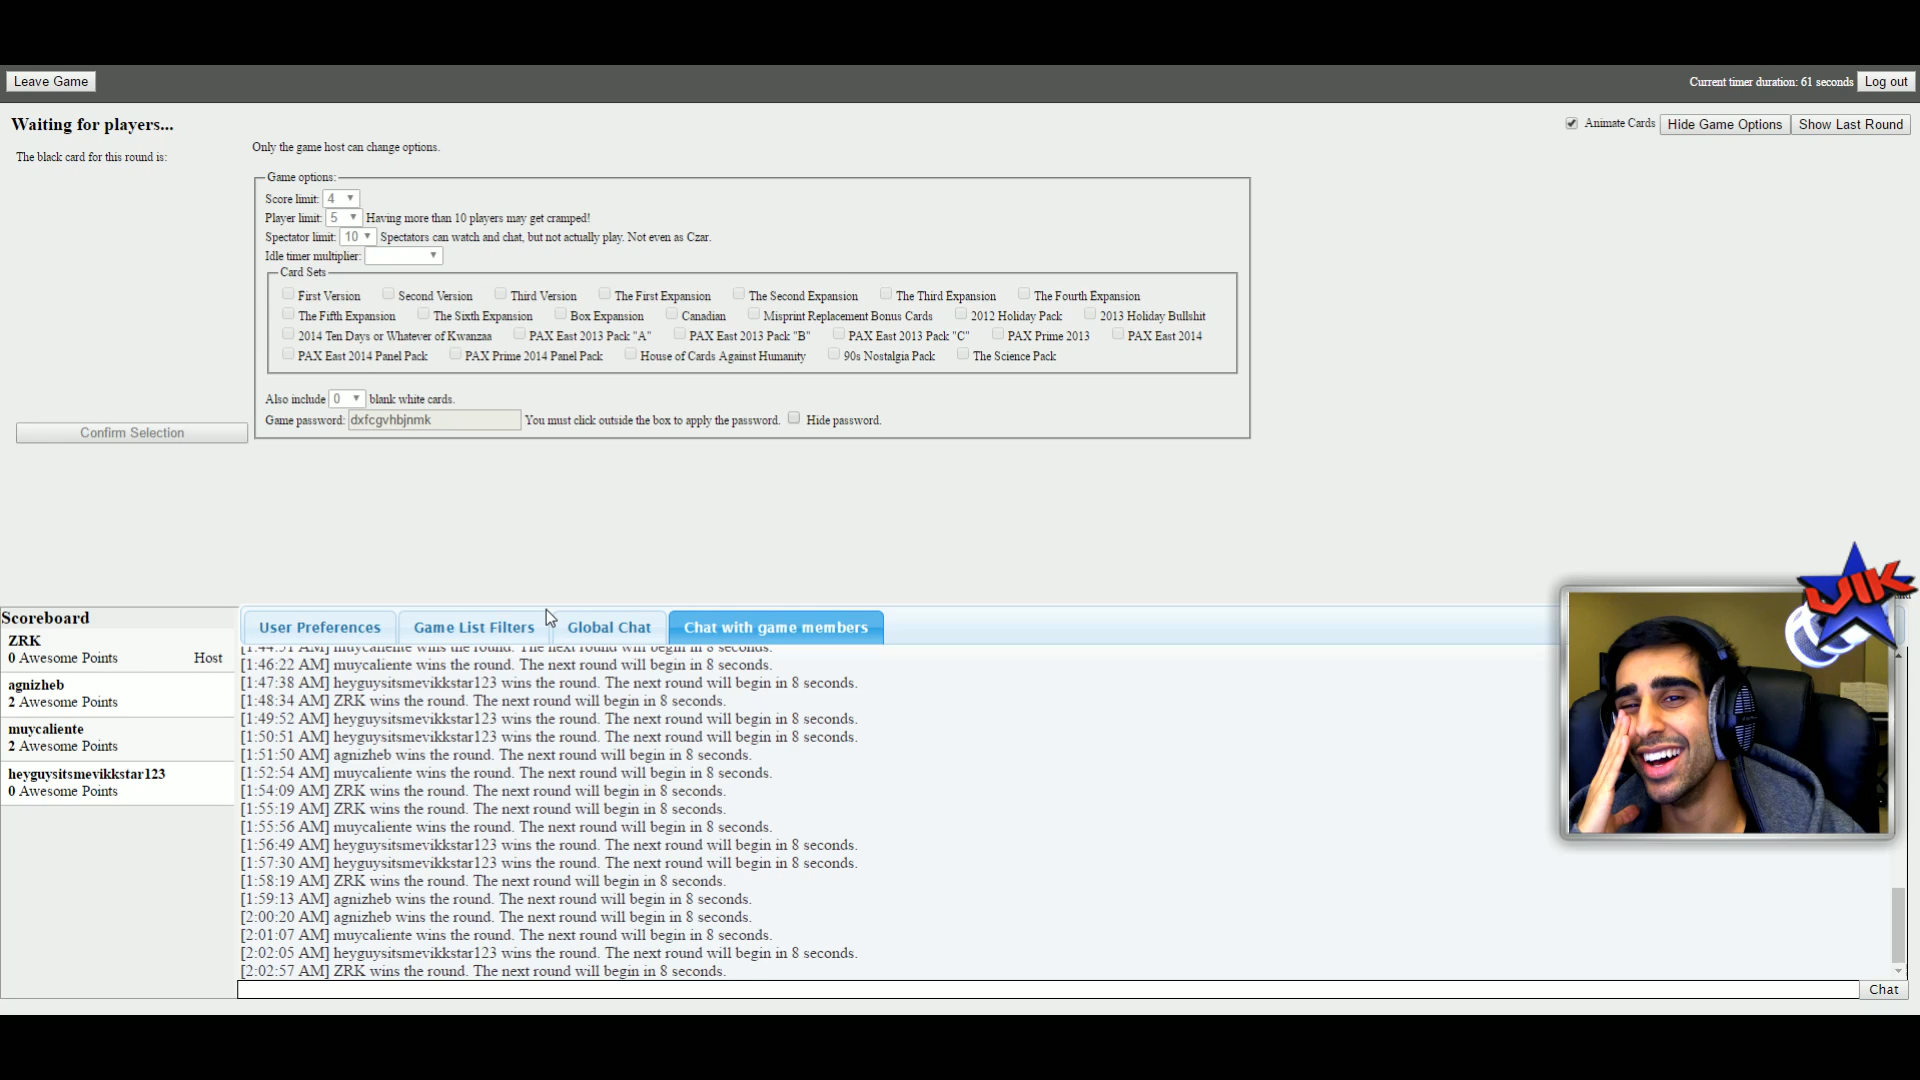 Leave Game
Current timer duration: 61 seconds Log out
Waiting for players...
Animate Cards Hide Game Options Show Last Round
The black card for this round is:
Only the game host can change options.
Game options:
Score limit: 4
Player limit: 5 Having more than 10 players may get cramped!
Spectator limit: 10 Spectators can watch and chat, but not actually play. Not even as Czar.
Idle timer multiplier:
Card Sets
First Version Second Version Third Version The First Expansion The Second Expansion The Third Expansion The Fourth Expansion
The Fifth Expansion The Sixth Expansion Box Expansion Canadian Misprint Replacement Bonus Cards 2012 Holiday Pack 2013 Holiday Bullshit
2014 Ten Days or Whatever of Kwanzaa PAX East 2013 Pack "A" PAX East 2013 Pack "B" PAX East 2013 Pack "C" PAX Prime 2013 PAX East 2014
PAX East 2014 Panel Pack PAX Prime 2014 Panel Pack House of Cards Against Humanity 90s Nostalgia Pack The Science Pack
Also include 0 blank white cards.
Game password: dxfcgvhbjnmk You must click outside the box to apply the password. Hide password.
Confirm Selection
Scoreboard
ZRK
0 Awesome Points Host
agnizheb
2 Awesome Points
muycaliente
2 Awesome Points
heyguysitsmevikkstar123
0 Awesome Points
User Preferences Game List Filters Global Chat Chat with game members
[1:44:51 AM] muycaliente wins the round. The next round will begin in 8 seconds.
[1:46:22 AM] muycaliente wins the round. The next round will begin in 8 seconds.
[1:47:38 AM] heyguysitsmevikkstar123 wins the round. The next round will begin in 8 seconds.
[1:48:34 AM] ZRK wins the round. The next round will begin in 8 seconds.
[1:49:52 AM] heyguysitsmevikkstar123 wins the round. The next round will begin in 8 seconds.
[1:50:51 AM] heyguysitsmevikkstar123 wins the round. The next round will begin in 8 seconds.
[1:51:50 AM] agnizheb wins the round. The next round will begin in 8 seconds.
[1:52:54 AM] muycaliente wins the round. The next round will begin in 8 seconds.
[1:54:09 AM] ZRK wins the round. The next round will begin in 8 seconds.
[1:55:19 AM] ZRK wins the round. The next round will begin in 8 seconds.
[1:55:56 AM] muycaliente wins the round. The next round will begin in 8 seconds.
[1:56:49 AM] heyguysitsmevikkstar123 wins the round. The next round will begin in 8 seconds.
[1:57:30 AM] heyguysitsmevikkstar123 wins the round. The next round will begin in 8 seconds.
[1:58:19 AM] ZRK wins the round. The next round will begin in 8 seconds.
[1:59:13 AM] agnizheb wins the round. The next round will begin in 8 seconds.
[2:00:20 AM] agnizheb wins the round. The next round will begin in 8 seconds.
[2:01:07 AM] muycaliente wins the round. The next round will begin in 8 seconds.
[2:02:05 AM] heyguysitsmevikkstar123 wins the round. The next round will begin in 8 seconds.
[2:02:57 AM] ZRK wins the round. The next round will begin in 8 seconds.
Chat
VIK